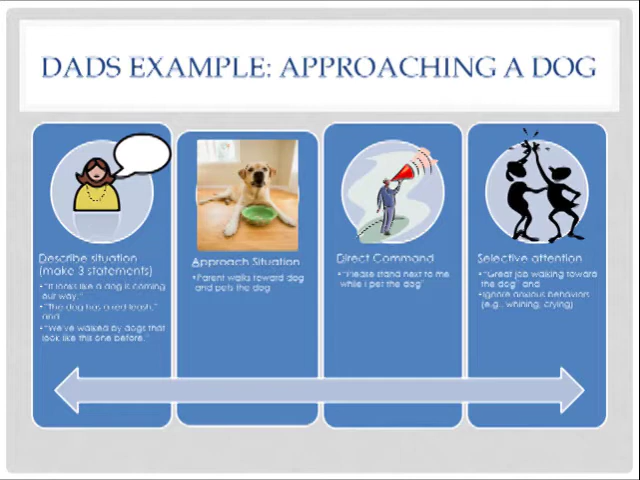 DADS EXAMPLE: APPROACHING A DOG
Describe situation
(make 3 statements)
•"It looks like a dog is coming
our way."
•"The dog has a red leash."
and
•"We've walked by dogs that
look like this one before."
Approach Situation
•Parent walks toward dog
and pets the dog
Direct Command
•"Please stand next to me
while I pet the dog"
Selective attention
•"Great job walking toward
the dog" and
•Ignore anxious behaviors
(e.g., whining, crying)